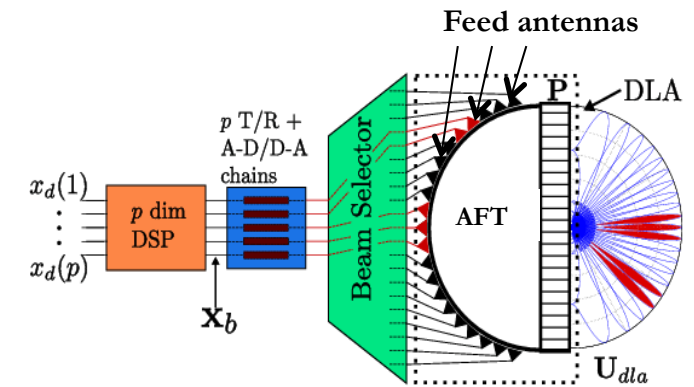 Feed antennas
P
DLA
p T/R +
A-D/D-A
chains
x_d(1)
p dim
DSP
x_d(p)
X_b
Beam Selector
AFT
U_dla